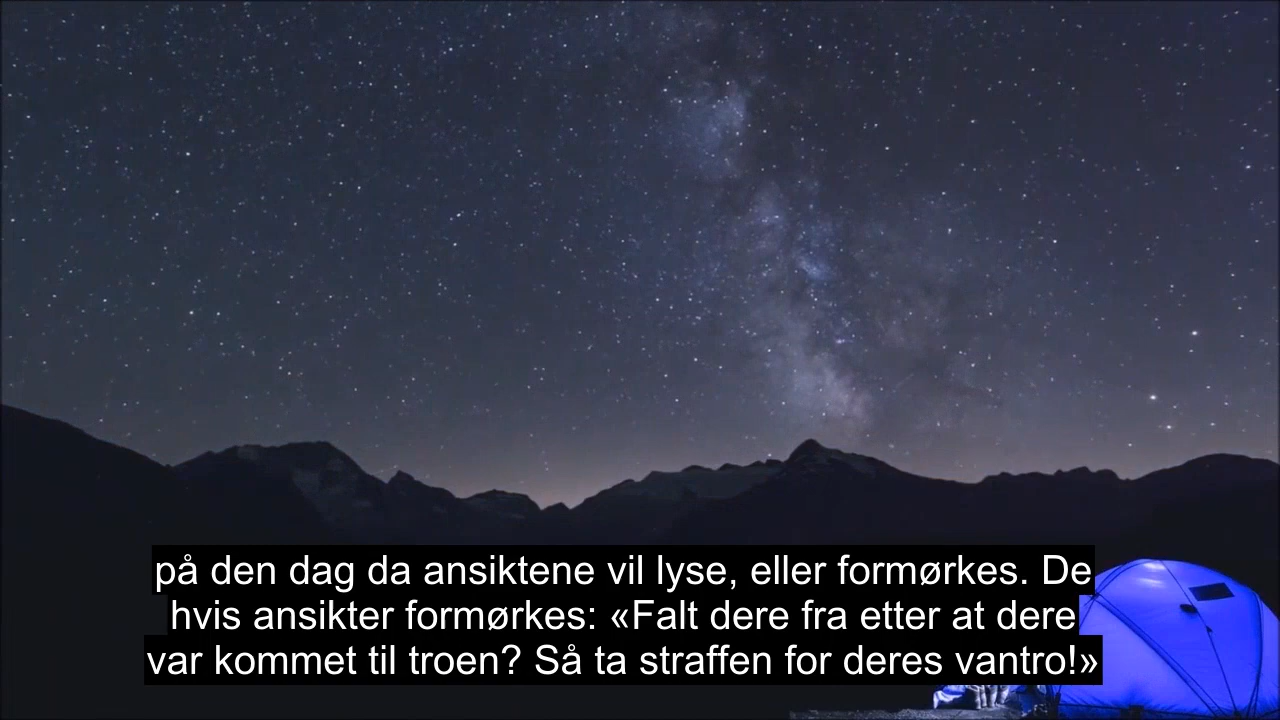 på den dag da ansiktene vil lyse, eller formørkes. De
hvis ansikter formørkes: «Falt dere fra etter at dere
var kommet til troen? Så ta straffen for deres vantro!»